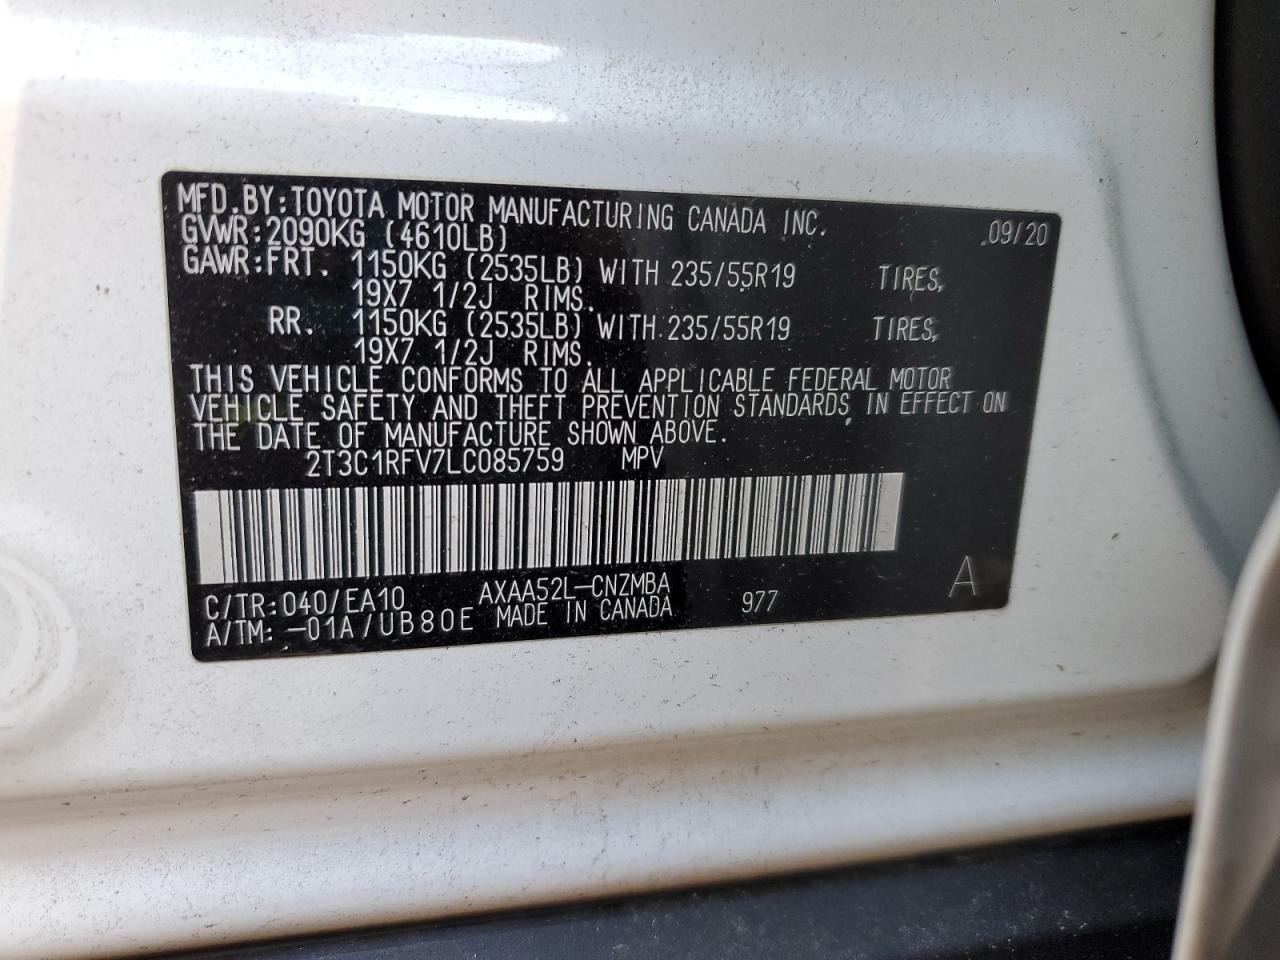 MFD.BY:TOYOTA MOTOR MANUFACTURING CANADA INC. 09/20
GVWR:2090KG (4610LB)
GAWR:FRT. 1150KG (2535LB) WITH 235/55R19 TIRES,
19X7 1/2J RIMS.
RR. 1150KG (2535LB) WITH 235/55R19 TIRES,
19X7 1/2J RIMS.
THIS VEHICLE CONFORMS TO ALL APPLICABLE FEDERAL MOTOR
VEHICLE SAFETY AND THEFT PREVENTION STANDARDS IN EFFECT ON
THE DATE OF MANUFACTURE SHOWN ABOVE.
2T3C1RFV7LC085759 MPV
C/TR:040/EA10 AXAA52L-CNZMBA 977 A
A/TM:-01A/UB80E MADE IN CANADA